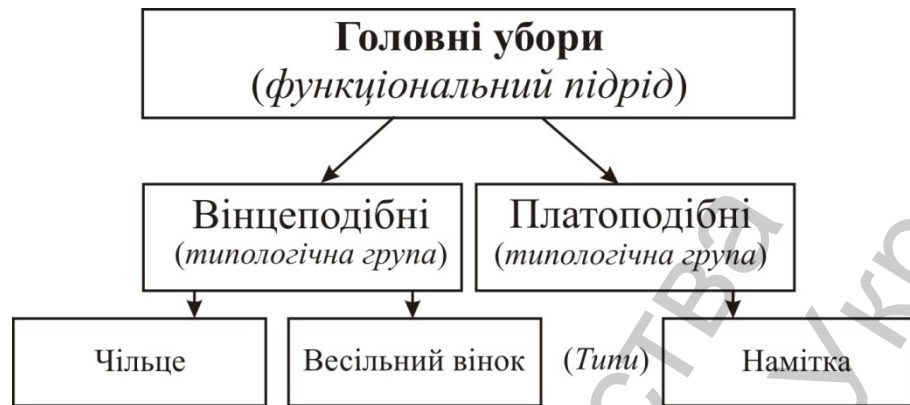 Головні убори
(функціональний підрід)
Вінцеподібні
(типологічна група)
Платоподібні
(типологічна група)
Чільце
Весільний вінок
(Типи)
Намітка